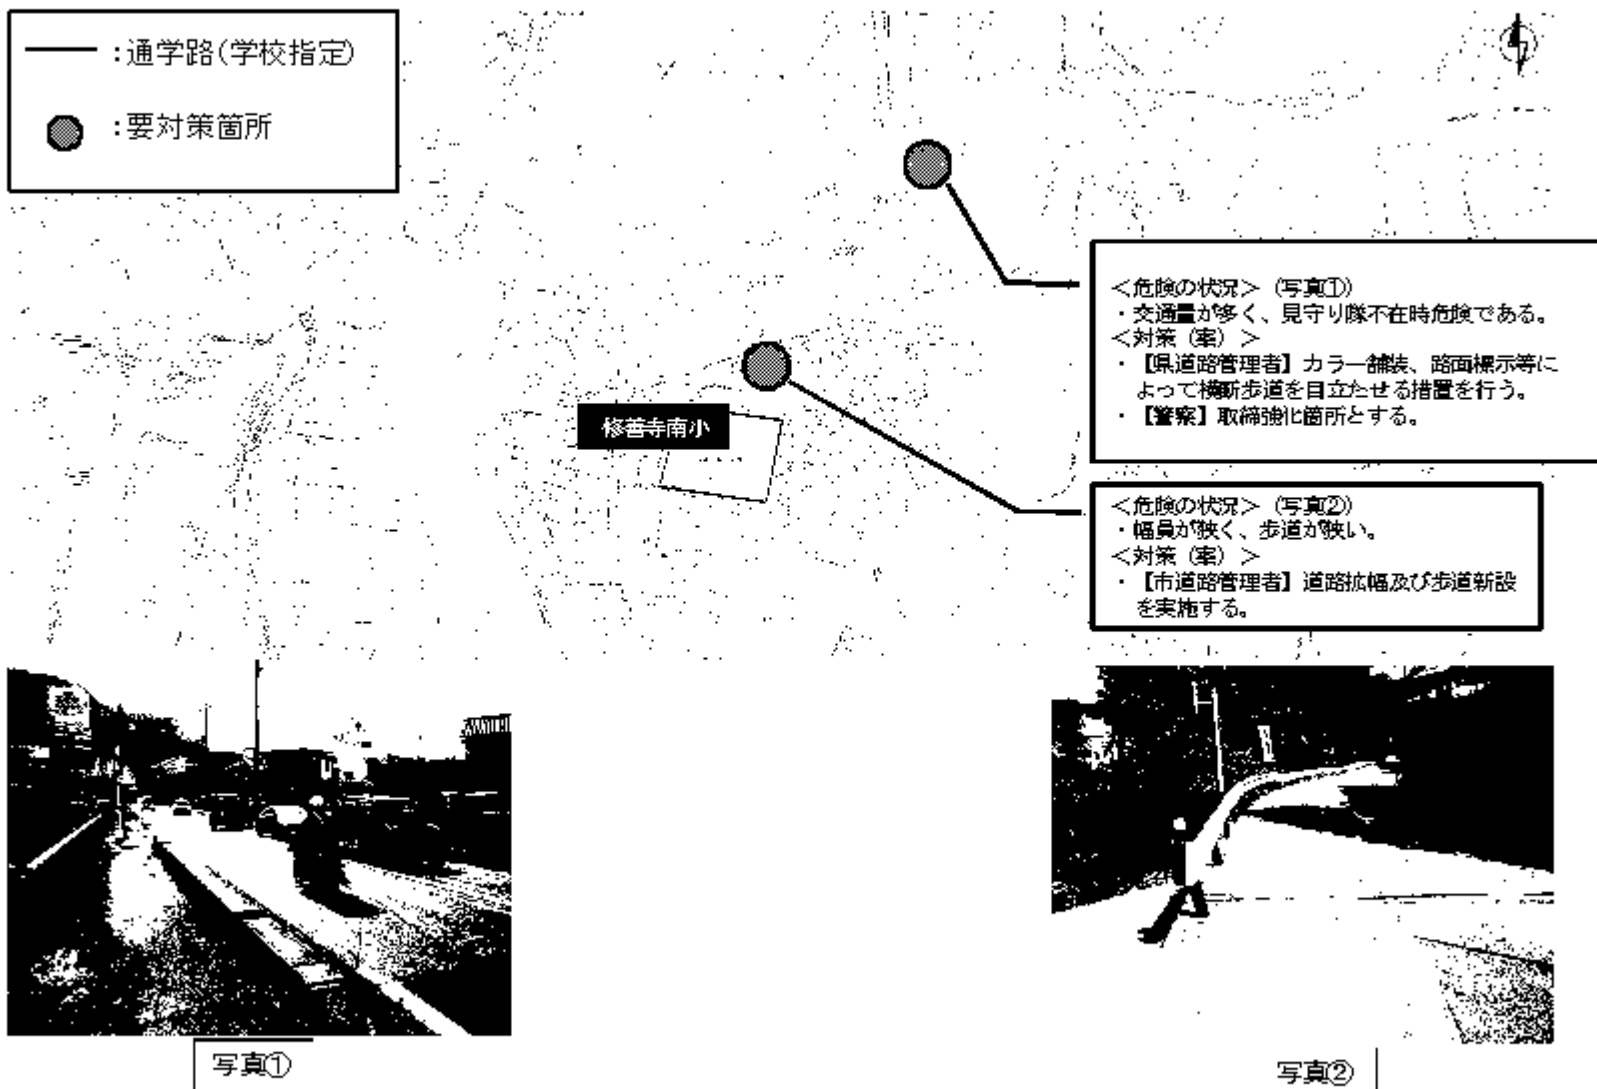 ：通学路(学校指定)
：要対策箇所
＜危険の状況＞（写真①）
・交通量が多く、見守り隊不在時危険である。
＜対策（案）＞
・【県道路管理者】カラー舗装、路面標示等に
よって横断歩道を目立たせる措置を行う。
・【警察】取締強化箇所とする。
修善寺南小
＜危険の状況＞（写真②）
・幅員が狭く、歩道が狭い。
＜対策（案）＞
・【市道路管理者】道路拡幅及び歩道新設
を実施する。
写真①
写真②